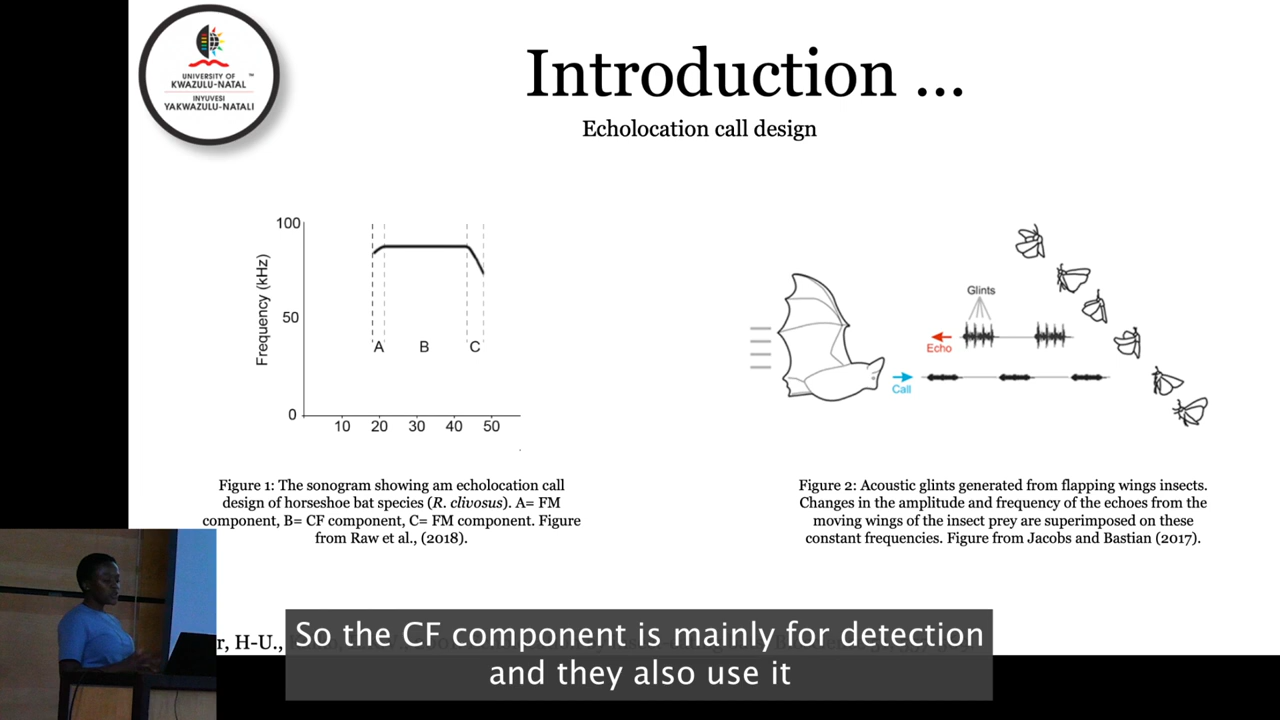 UNIVERSITY OF ™
KWAZULU-NATAL
INYUVESI
YAKWAZULU-NATALI
Introduction ...
Echolocation call design
Frequency (kHz)
100
50
0
A B C
10 20 30 40 50
Glints
Echo
Call
Figure 1: The sonogram showing am echolocation call
design of horseshoe bat species (R. clivosus). A= FM
component, B= CF component, C= FM component. Figure
from Raw et al., (2018).
Figure 2: Acoustic glints generated from flapping wings insects.
Changes in the amplitude and frequency of the echoes from the
moving wings of the insect prey are superimposed on these
constant frequencies. Figure from Jacobs and Bastian (2017).
r, H-U.,
So the CF component is mainly for detection
and they also use it